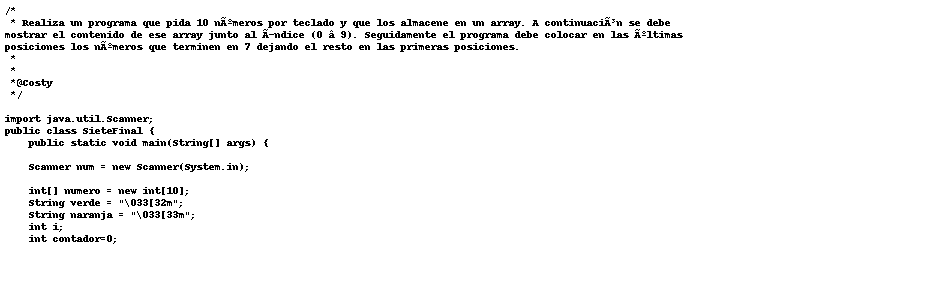 /*
 * Realiza un programa que pida 10 nÃºmeros por teclado y que los almacene en un array. A continuaciÃ³n se debe
mostrar el contenido de ese array junto al Ã­ndice (0 â 9). Seguidamente el programa debe colocar en las Ãºltimas
posiciones los nÃºmeros que terminen en 7 dejando el resto en las primeras posiciones.
 *
 *
 *@Costy
 */
import java.util.Scanner;
public class SieteFinal {
    public static void main(String[] args) {
    Scanner num = new Scanner(System.in);
    int[] numero = new int[10];
    String verde = "\033[32m";
    String naranja = "\033[33m";
    int i;
    int contador=0;